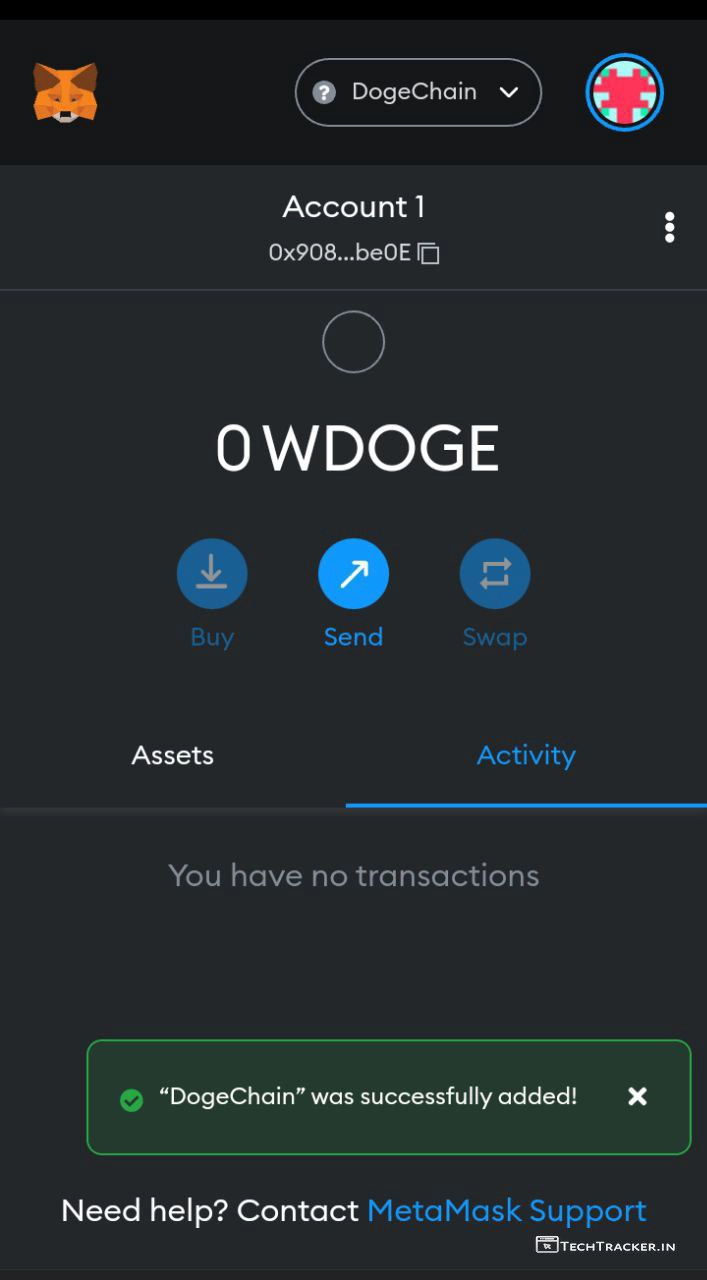 DogeChain
Account 1
0x908...be0E
0 WDOGE
Buy Send Swap
Assets Activity
You have no transactions
“DogeChain” was successfully added!
Need help? Contact MetaMask Support
TECHTRACKER.IN